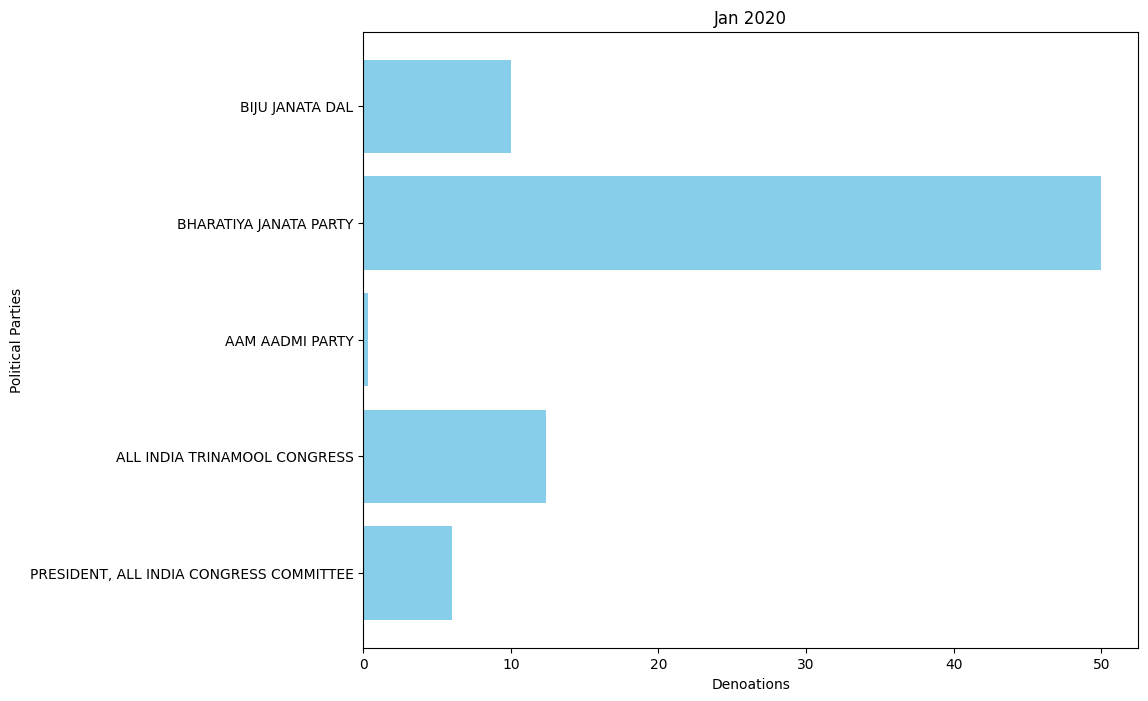 Jan 2020
Political Parties
BIJU JANATA DAL
BHARATIYA JANATA PARTY
AAM AADMI PARTY
ALL INDIA TRINAMOOL CONGRESS
PRESIDENT, ALL INDIA CONGRESS COMMITTEE
0 10 20 30 40 50
Denoations